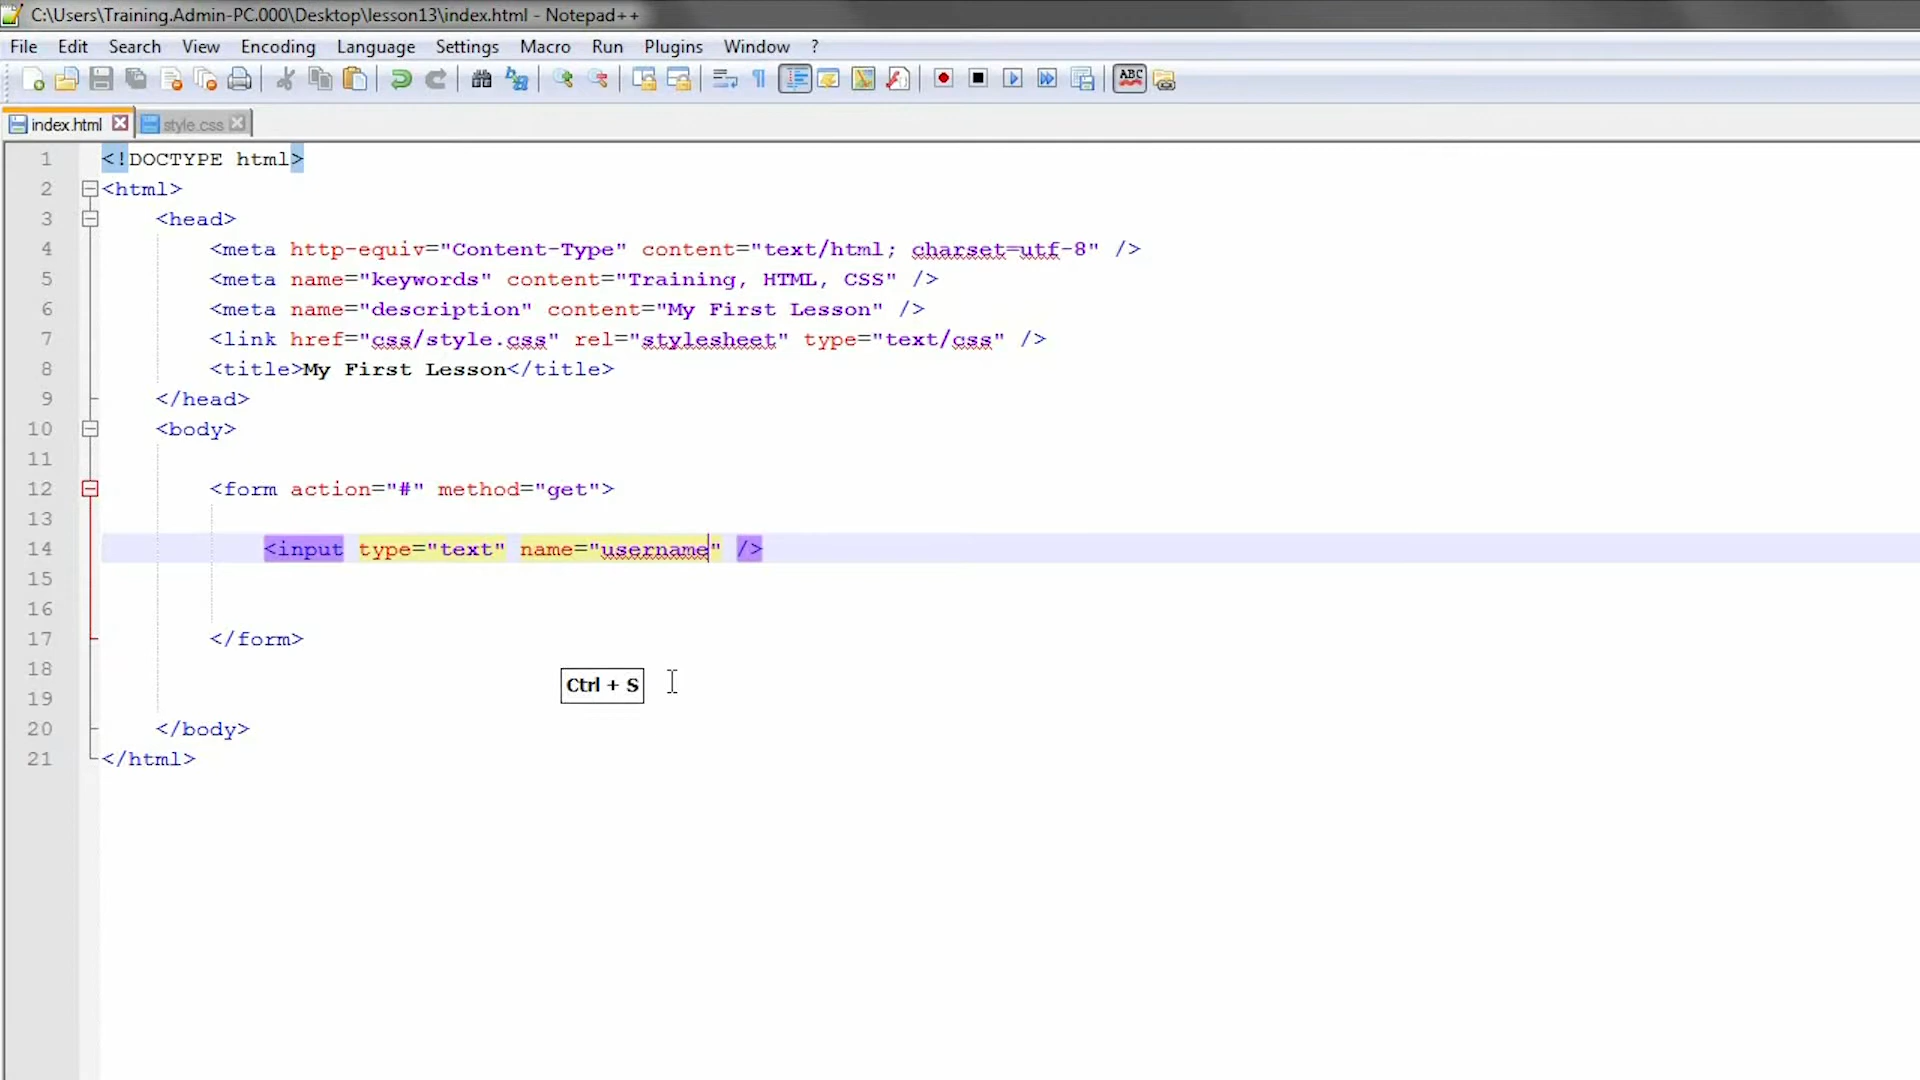 C:\Users\Training.Admin-PC.000\Desktop\lesson13\index.html - Notepad++
File Edit Search View Encoding Language Settings Macro Run Plugins Window ?
ABC
index.html style.css
1 <!DOCTYPE html>
2 <html>
3 <head>
4 <meta http-equiv="Content-Type" content="text/html; charset=utf-8" />
5 <meta name="keywords" content="Training, HTML, CSS" />
6 <meta name="description" content="My First Lesson" />
7 <link href="css/style.css" rel="stylesheet" type="text/css" />
8 <title>My First Lesson</title>
9 </head>
10 <body>
11
12 <form action="#" method="get">
13
14 <input type="text" name="username" />
15
16
17 </form>
18
Ctrl + S
19
20 </body>
21 </html>